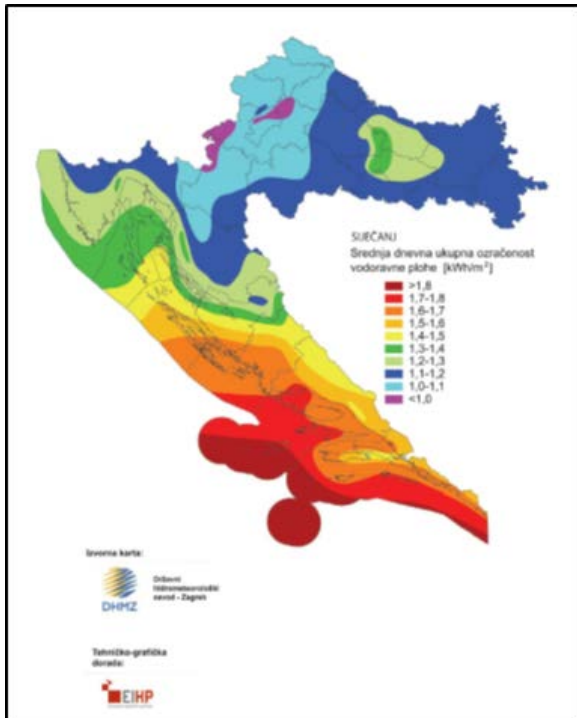 SIJEČANJ
Srednja dnevna ukupna ozračenost
vodoravne plohe [kWh/m²]
>1,8
1,7-1,8
1,6-1,7
1,5-1,6
1,4-1,5
1,3-1,4
1,2-1,3
1,1-1,2
1,0-1,1
<1,0
Izvorna karta:
DHMZ
Državni
hidrometeorološki
zavod - Zagreb
Tehničko-grafička
dorada:
EIHP